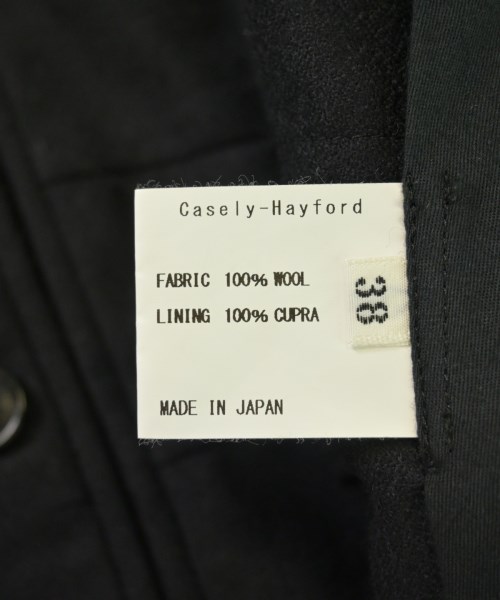 Casely-Hayford
FABRIC 100% WOOL
LINING 100% CUPRA
38
MADE IN JAPAN